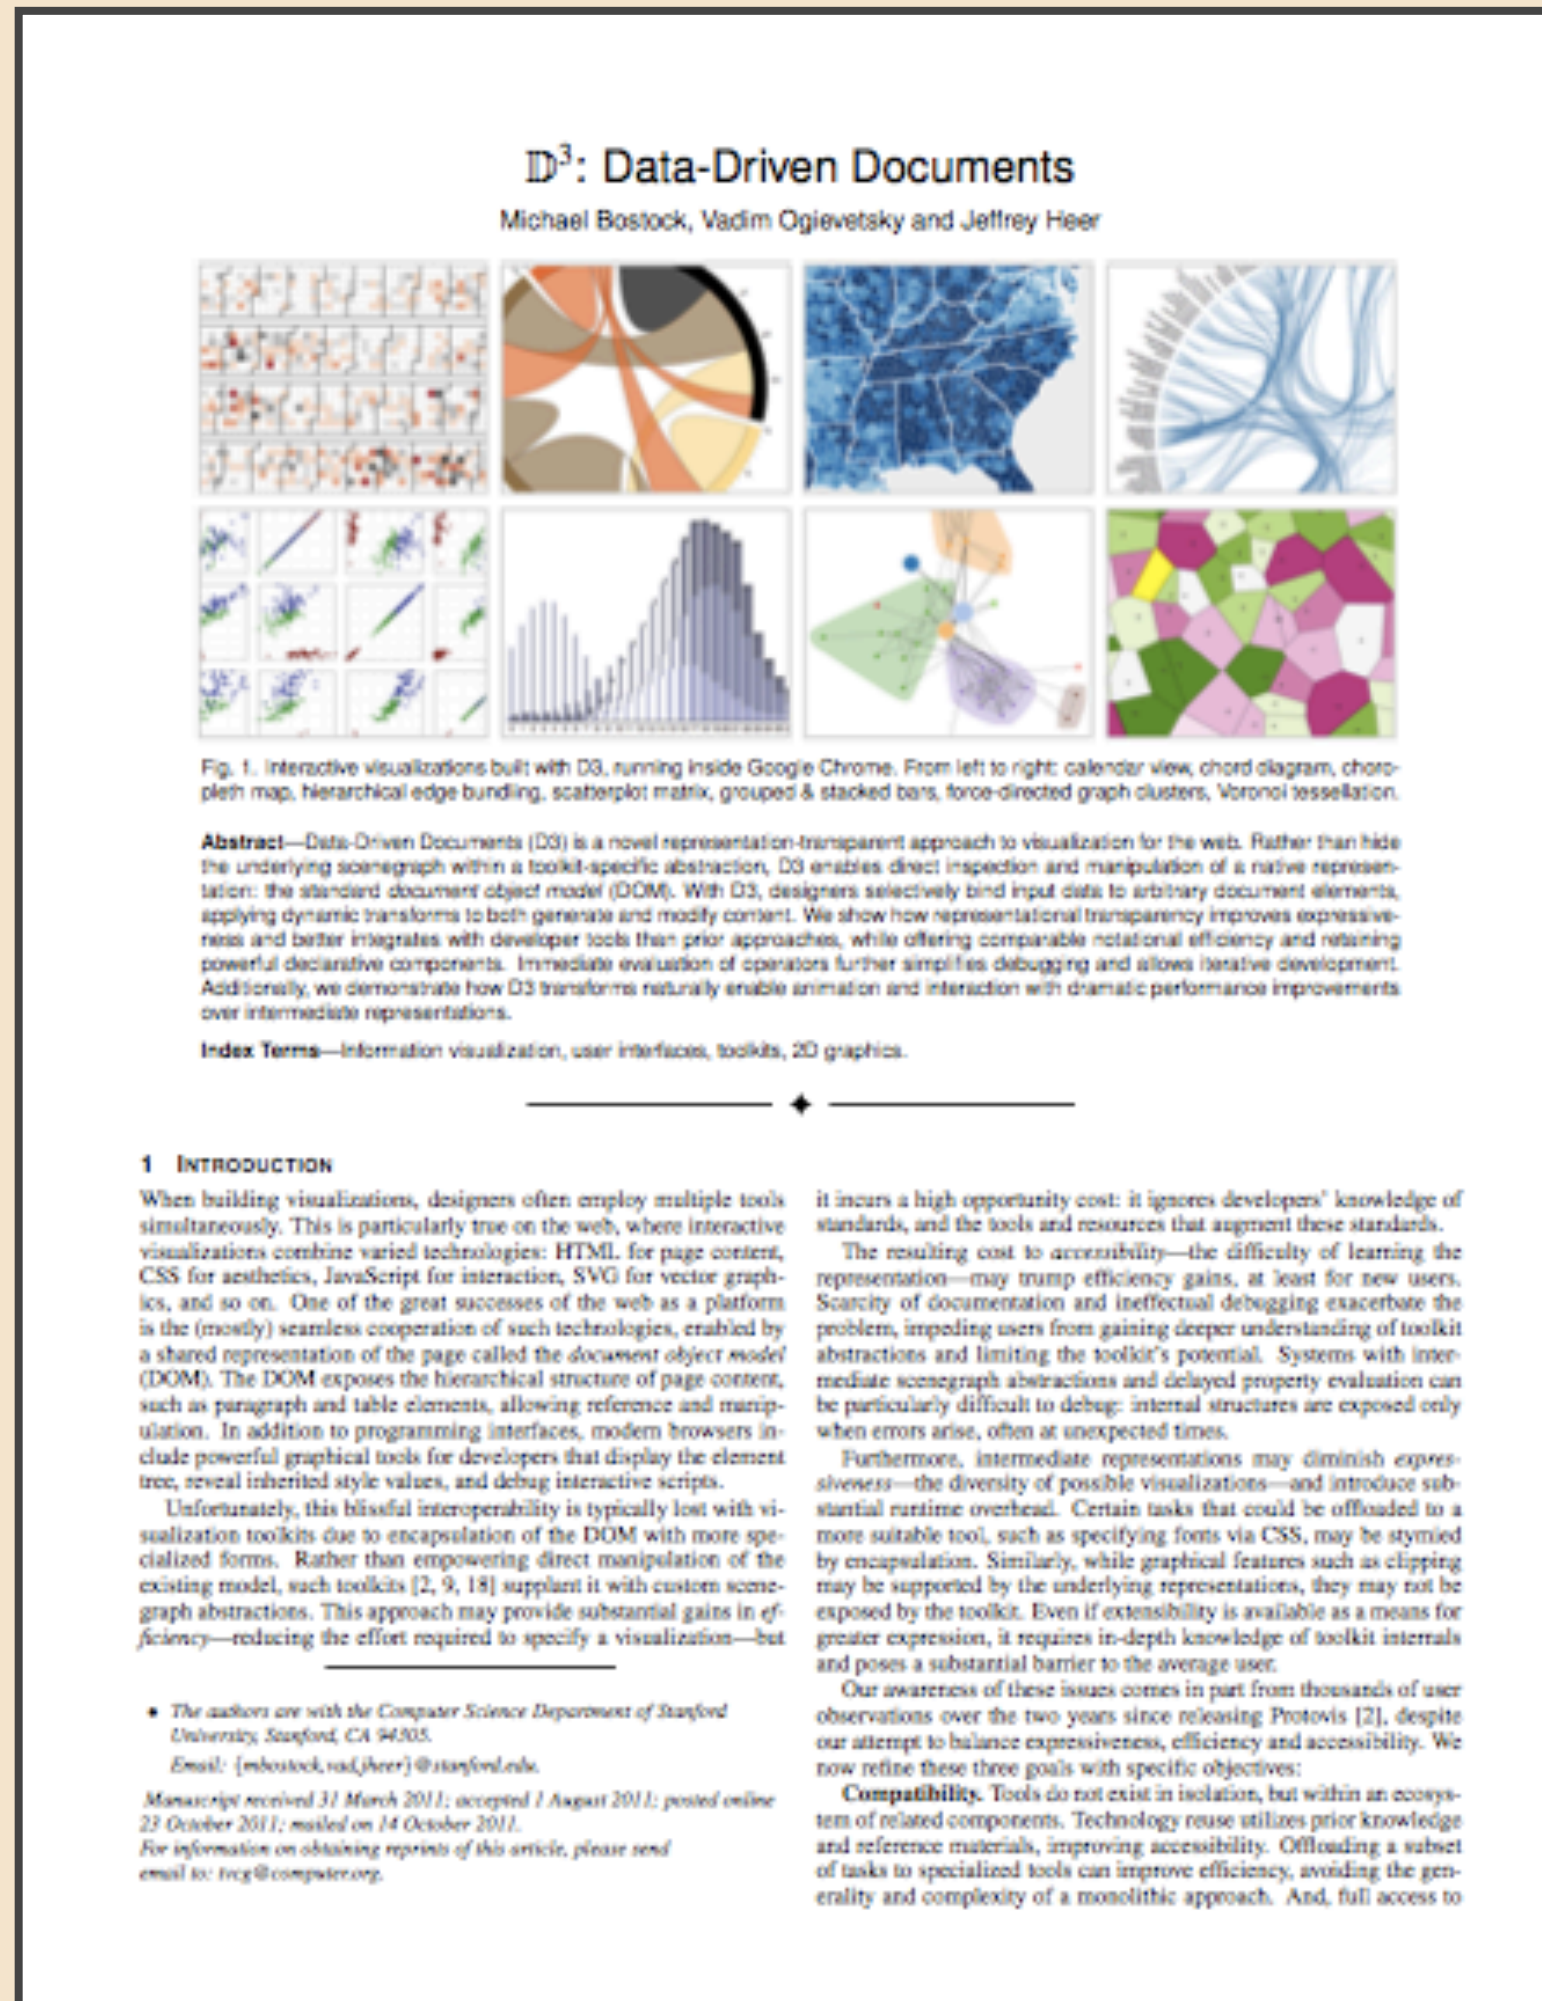 𝔻³: Data-Driven Documents
Michael Bostock, Vadim Ogievetsky and Jeffrey Heer
Fig. 1. Interactive visualizations built with D3, running inside Google Chrome. From left to right: calendar view, chord diagram, choro-
pleth map, hierarchical edge bundling, scatterplot matrix, grouped & stacked bars, force-directed graph clusters, Voronoi tessellation.
Abstract—Data-Driven Documents (D3) is a novel representation-transparent approach to visualization for the web. Rather than hide
the underlying scenegraph within a toolkit-specific abstraction, D3 enables direct inspection and manipulation of a native represen-
tation: the standard document object model (DOM). With D3, designers selectively bind input data to arbitrary document elements,
applying dynamic transforms to both generate and modify content. We show how representational transparency improves expressive-
ness and better integrates with developer tools than prior approaches, while offering comparable notational efficiency and retaining
powerful declarative components. Immediate evaluation of operators further simplifies debugging and allows iterative development.
Additionally, we demonstrate how D3 transforms naturally enable animation and interaction with dramatic performance improvements
over intermediate representations.
Index Terms—Information visualization, user interfaces, toolkits, 2D graphics.
1 INTRODUCTION
When building visualizations, designers often employ multiple tools
simultaneously. This is particularly true on the web, where interactive
visualizations combine varied technologies: HTML for page content,
CSS for aesthetics, JavaScript for interaction, SVG for vector graph-
ics, and so on. One of the great successes of the web as a platform
is the (mostly) seamless cooperation of such technologies, enabled by
a shared representation of the page called the document object model
(DOM). The DOM exposes the hierarchical structure of page content,
such as paragraph and table elements, allowing reference and manip-
ulation. In addition to programming interfaces, modern browsers in-
clude powerful graphical tools for developers that display the element
tree, reveal inherited style values, and debug interactive scripts.
Unfortunately, this blissful interoperability is typically lost with vi-
sualization toolkits due to encapsulation of the DOM with more spe-
cialized forms. Rather than empowering direct manipulation of the
existing model, such toolkits [2, 9, 18] supplant it with custom scene-
graph abstractions. This approach may provide substantial gains in ef-
ficiency—reducing the effort required to specify a visualization—but
• The authors are with the Computer Science Department of Stanford
University, Stanford, CA 94305.
Email: {mbostock,vad,jheer}@stanford.edu.
Manuscript received 31 March 2011; accepted 1 August 2011; posted online
23 October 2011; mailed on 14 October 2011.
For information on obtaining reprints of this article, please send
email to: tvcg@computer.org.
it incurs a high opportunity cost: it ignores developers' knowledge of
standards, and the tools and resources that augment these standards.
The resulting cost to accessibility—the difficulty of learning the
representation—may trump efficiency gains, at least for new users.
Scarcity of documentation and ineffectual debugging exacerbate the
problem, impeding users from gaining deeper understanding of toolkit
abstractions and limiting the toolkit's potential. Systems with inter-
mediate scenegraph abstractions and delayed property evaluation can
be particularly difficult to debug: internal structures are exposed only
when errors arise, often at unexpected times.
Furthermore, intermediate representations may diminish expres-
siveness—the diversity of possible visualizations—and introduce sub-
stantial runtime overhead. Certain tasks that could be offloaded to a
more suitable tool, such as specifying fonts via CSS, may be stymied
by encapsulation. Similarly, while graphical features such as clipping
may be supported by the underlying representations, they may not be
exposed by the toolkit. Even if extensibility is available as a means for
greater expression, it requires in-depth knowledge of toolkit internals
and poses a substantial barrier to the average user.
Our awareness of these issues comes in part from thousands of user
observations over the two years since releasing Protovis [2], despite
our attempt to balance expressiveness, efficiency and accessibility. We
now refine these three goals with specific objectives:
Compatibility. Tools do not exist in isolation, but within an ecosys-
tem of related components. Technology reuse utilizes prior knowledge
and reference materials, improving accessibility. Offloading a subset
of tasks to specialized tools can improve efficiency, avoiding the gen-
erality and complexity of a monolithic approach. And, full access to